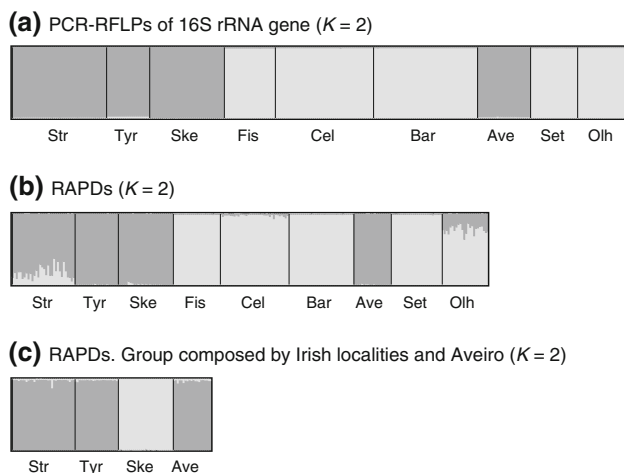 (a) PCR-RFLPs of 16S rRNA gene (K = 2)
Str Tyr Ske Fis Cel Bar Ave Set Olh
(b) RAPDs (K = 2)
Str Tyr Ske Fis Cel Bar Ave Set Olh
(c) RAPDs. Group composed by Irish localities and Aveiro (K = 2)
Str Tyr Ske Ave